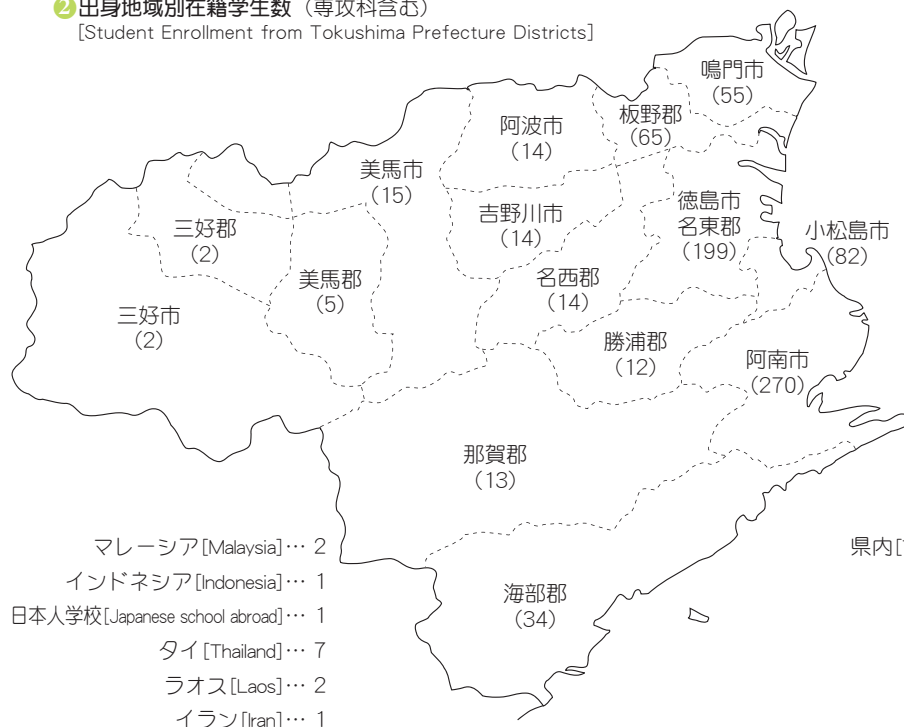 ❷出身地域別在籍学生数（専攻科含む）
[Student Enrollment from Tokushima Prefecture Districts]
鳴門市
(55)
板野郡
(65)
阿波市
(14)
美馬市
(15)
吉野川市
(14)
徳島市
名東郡
(199)
小松島市
(82)
三好郡
(2)
美馬郡
(5)
名西郡
(14)
三好市
(2)
勝浦郡
(12)
阿南市
(270)
那賀郡
(13)
海部郡
(34)
マレーシア[Malaysia]… 2
インドネシア[Indonesia]… 1
日本人学校[Japanese school abroad]… 1
タイ[Thailand]… 7
ラオス[Laos]… 2
イラン[Iran]… 1
県内[